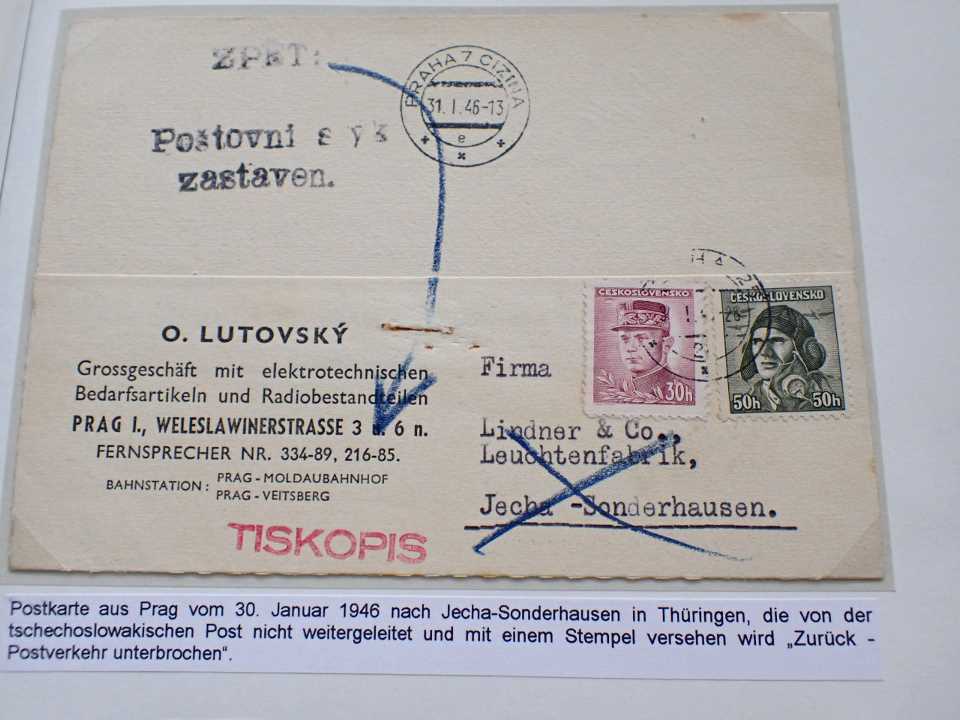 ZPET:
PRAHA 7 CIZINA
31. I. 46-13
e
Poštovní s yk
zastaven.
O. LUTOVSKÝ
Grossgeschäft mit elektrotechnischen
Bedarfsartikeln und Radiobestandteilen
PRAG I., WELESLAWINERSTRASSE 3 u. 6 n.
FERNSPRECHER NR. 334-89, 216-85.
BAHNSTATION: PRAG-MOLDAUBAHNHOF
PRAG-VEITSBERG
TISKOPIS
ČESKOSLOVENSKO
30h
ČESKOSLOVENSKO
50h 50h
Firma
Lindner & Co.,
Leuchtenfabrik,
Jecha-Sonderhausen.
Postkarte aus Prag vom 30. Januar 1946 nach Jecha-Sonderhausen in Thüringen, die von der
tschechoslowakischen Post nicht weitergeleitet und mit einem Stempel versehen wird „Zurück -
Postverkehr unterbrochen“.